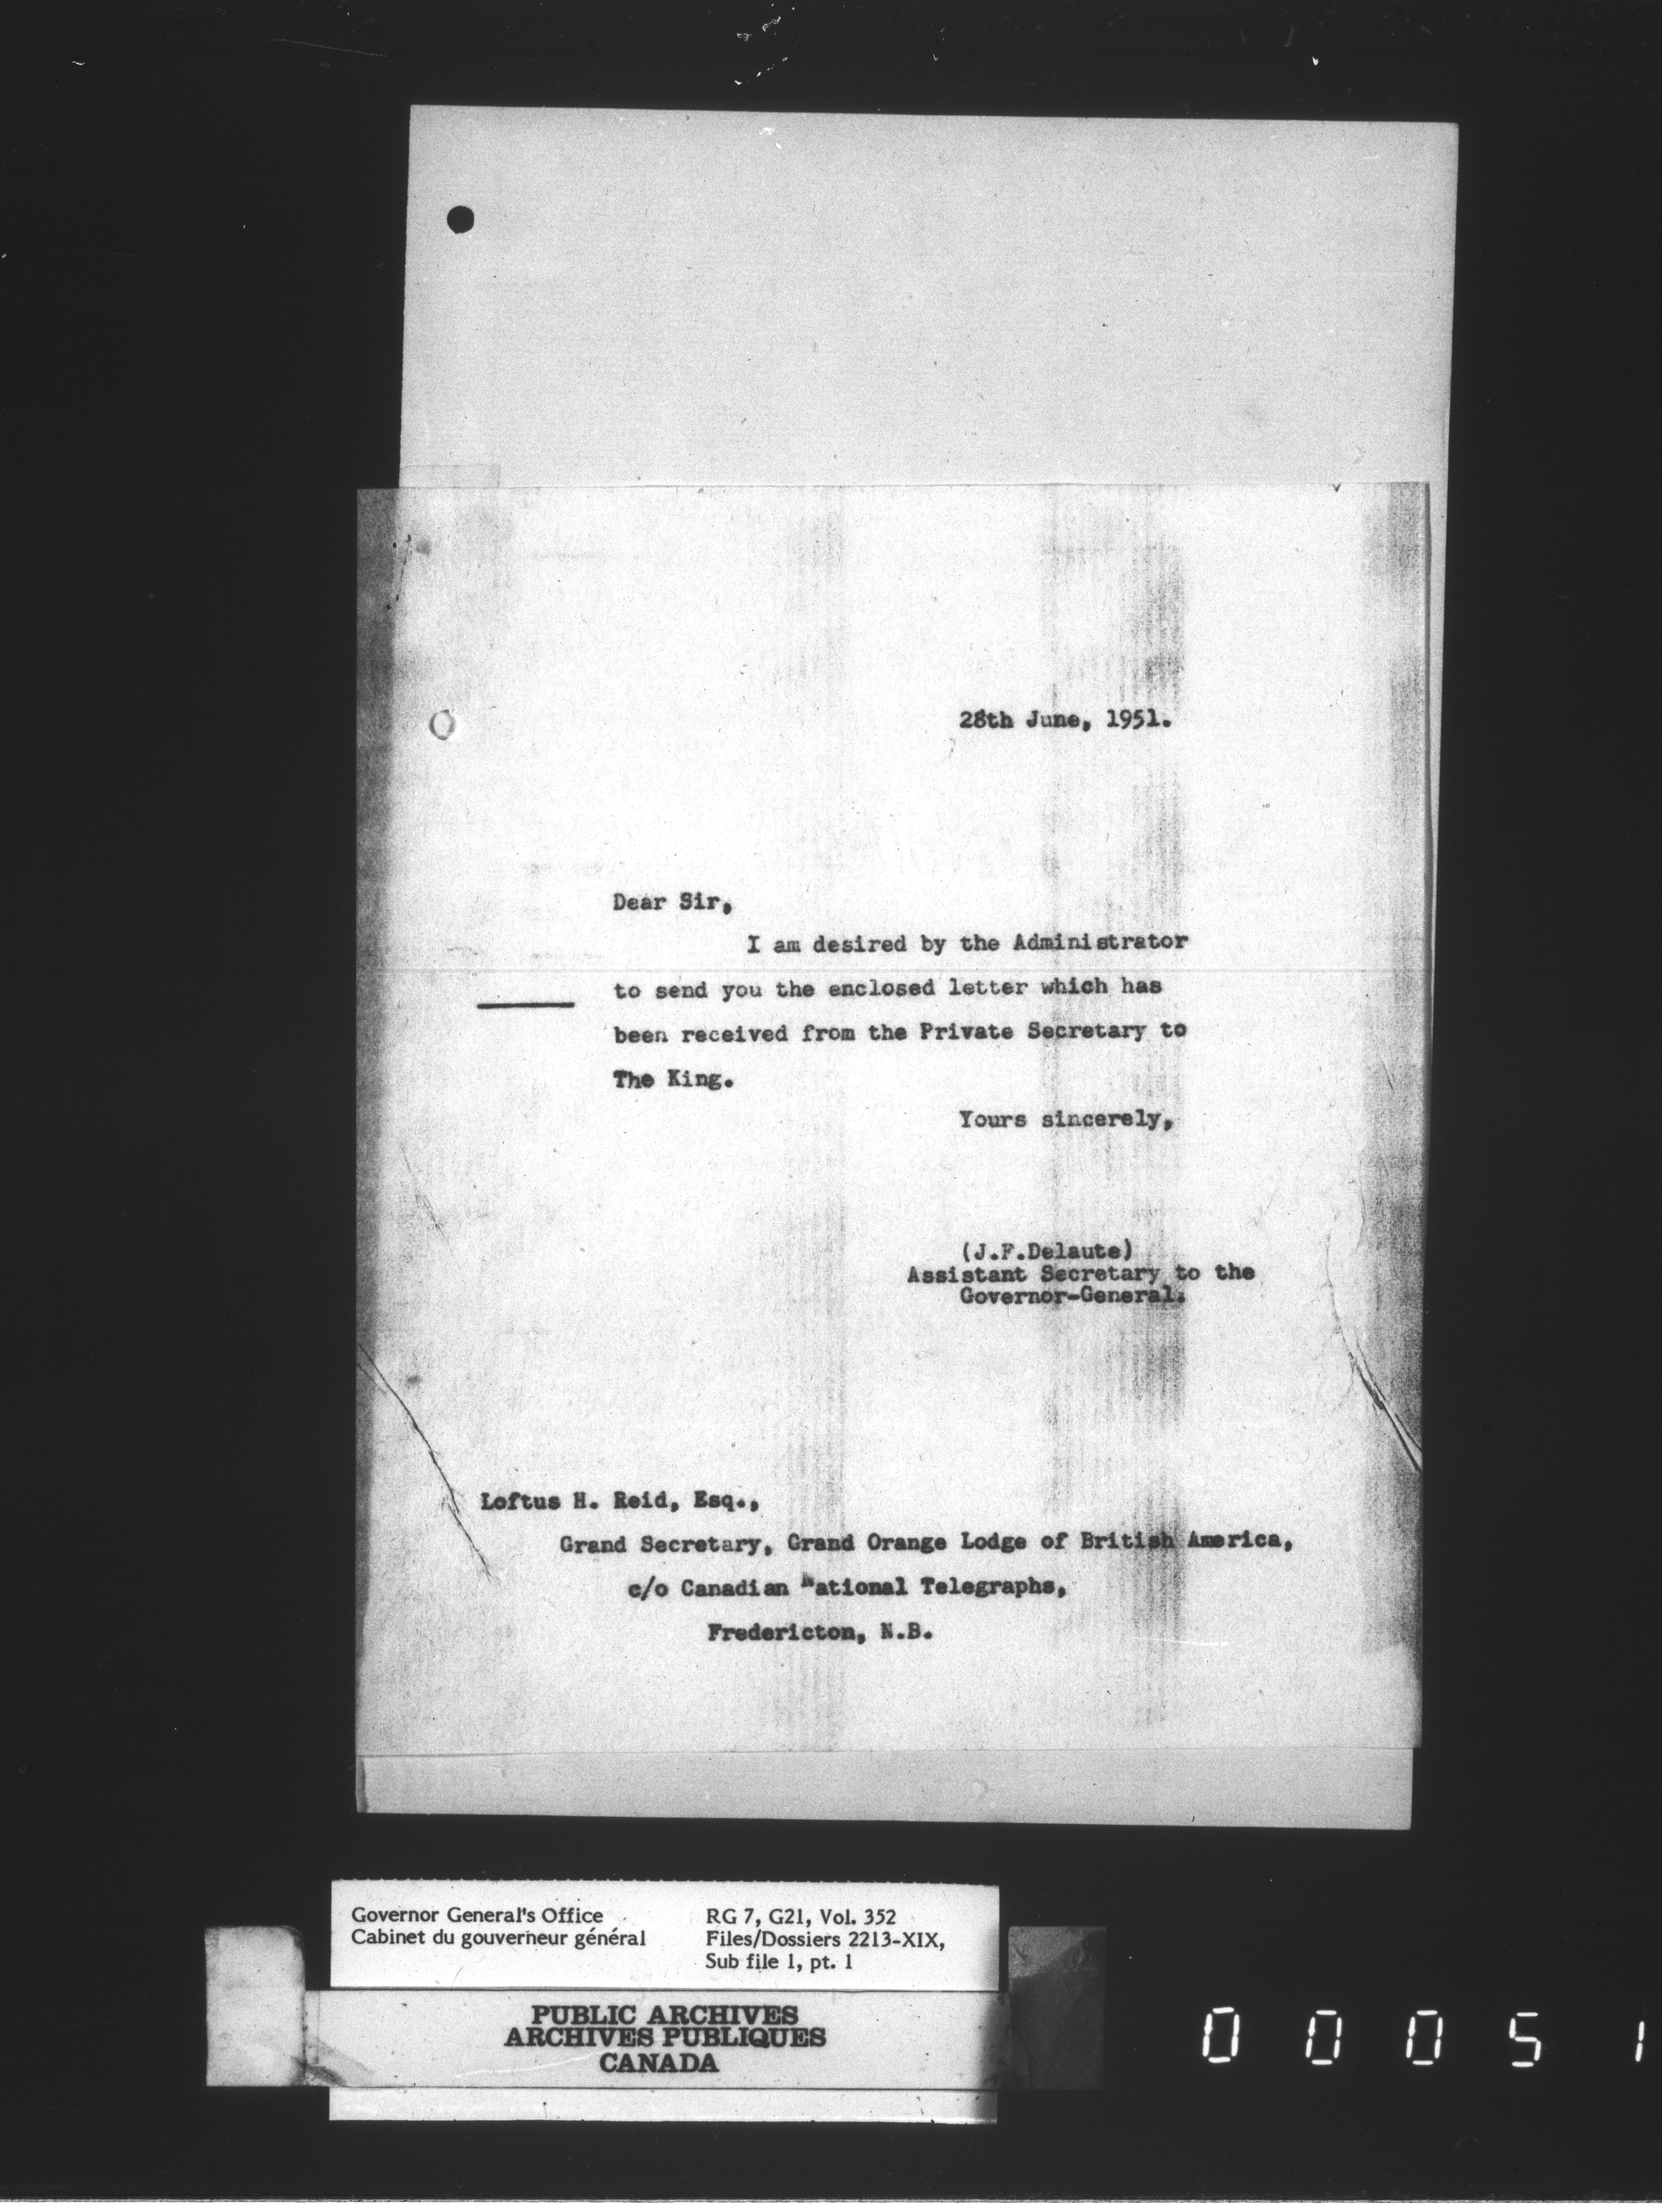 28th June, 1951.
Dear Sir,
I am desired by the Administrator
to send you the enclosed letter which has
been received from the Private Secretary to
The King.
Yours sincerely,
(J.F.Delaute)
Assistant Secretary to the
Governor-General.
Loftus H. Reid, Esq.,
Grand Secretary, Grand Orange Lodge of British America,
c/o Canadian National Telegraphs,
Fredericton, N.B.
Governor General's Office
Cabinet du gouverneur général
RG 7, G21, Vol. 352
Files/Dossiers 2213-XIX,
Sub file 1, pt. 1
PUBLIC ARCHIVES
ARCHIVES PUBLIQUES
CANADA
0 0 0 5 1